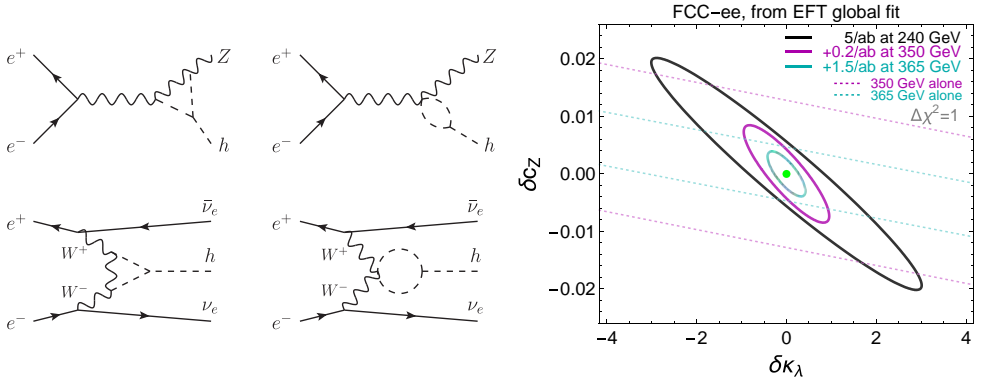 e⁺
e⁻
Z
h
e⁺
e⁻
Z
h
e⁺
e⁻
W⁺
W⁻
ν̅ₑ
h
νₑ
e⁺
e⁻
W⁺
W⁻
ν̅ₑ
h
νₑ
FCC-ee, from EFT global fit
5/ab at 240 GeV
+0.2/ab at 350 GeV
+1.5/ab at 365 GeV
350 GeV alone
365 GeV alone
Δχ²=1
δc_Z
0.02
0.01
0.00
-0.01
-0.02
-4
-2
0
2
4
δκ_λ